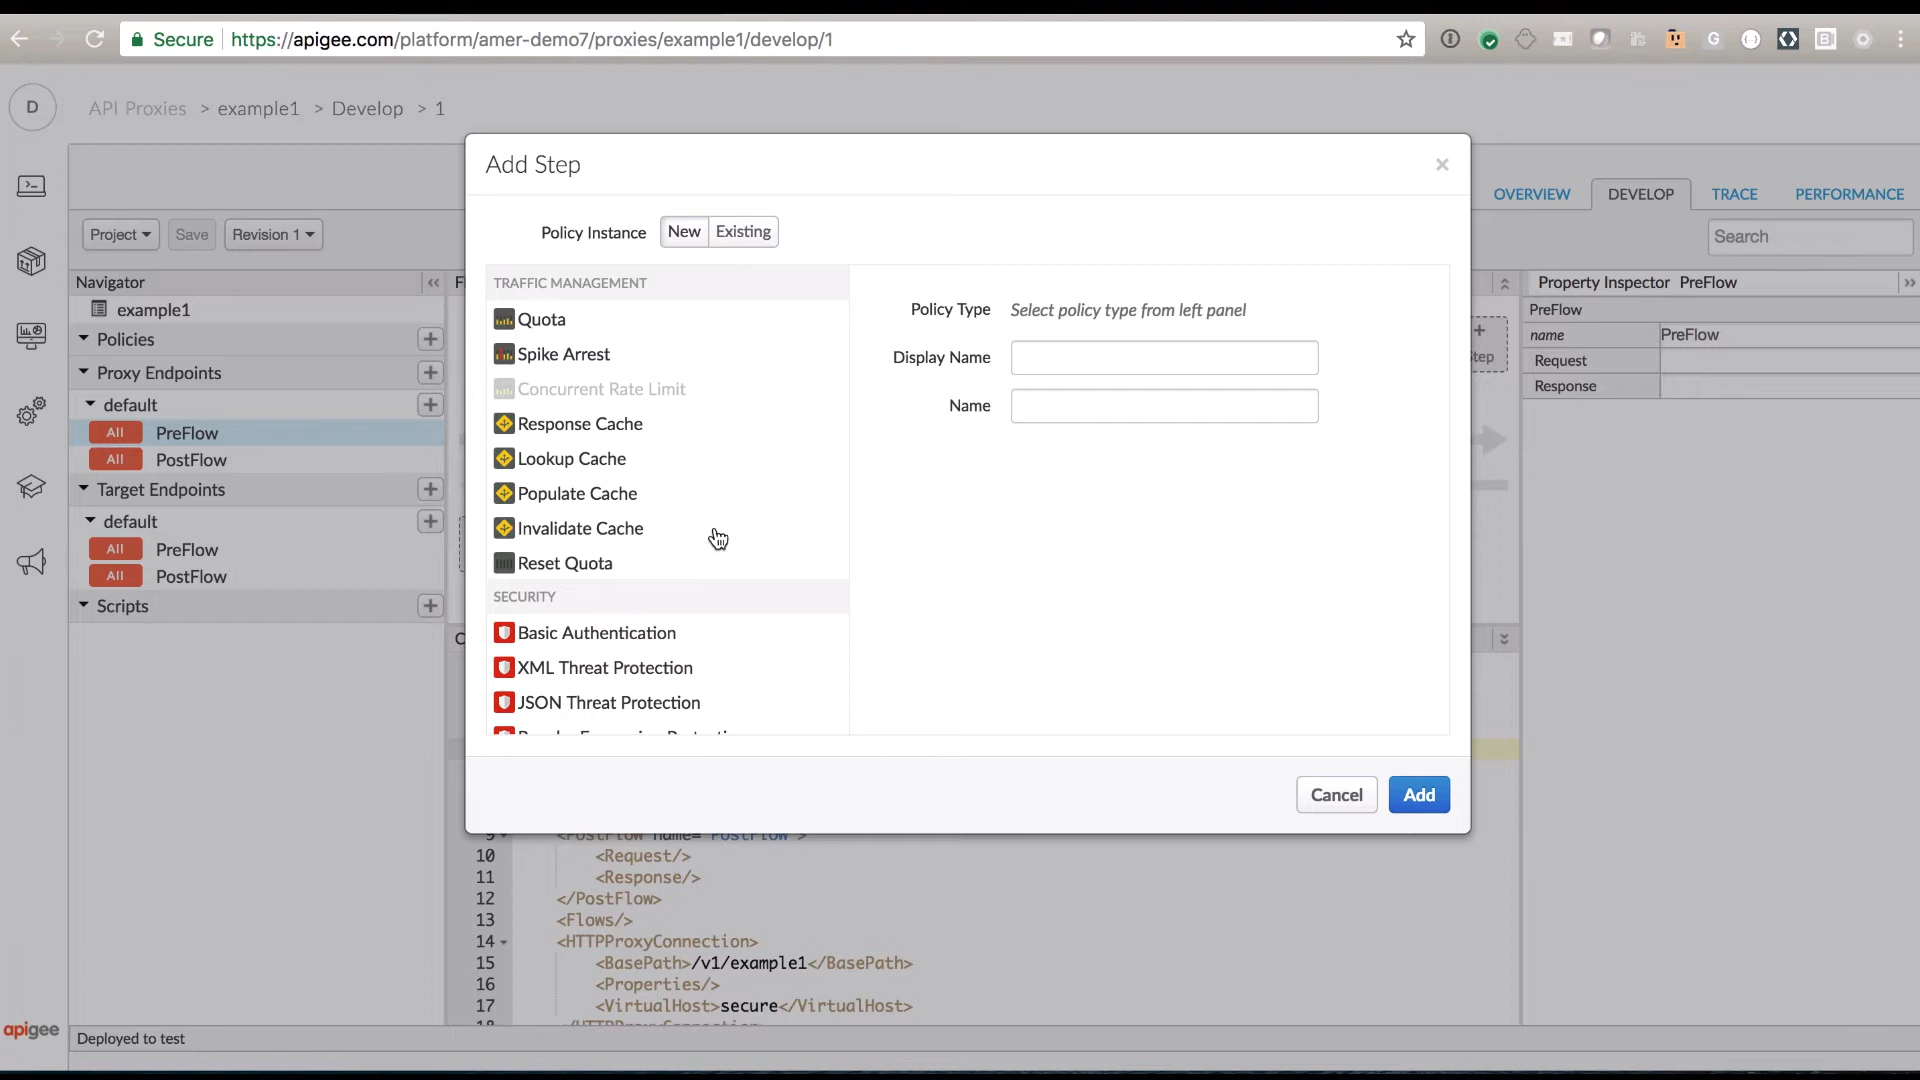 Secure https://apigee.com/platform/amer-demo7/proxies/example1/develop/1
D
API Proxies > example1 > Develop > 1
Add Step
×
OVERVIEW DEVELOP TRACE PERFORMANCE
Project Save Revision 1
Policy Instance New Existing
Search
Navigator
Property Inspector PreFlow
TRAFFIC MANAGEMENT
example1
Policy Type Select policy type from left panel
PreFlow
Quota
name PreFlow
Policies
Spike Arrest
Display Name
Request
Proxy Endpoints
Concurrent Rate Limit
Response
default
Name
All PreFlow
Response Cache
All PostFlow
Lookup Cache
Target Endpoints
Populate Cache
default
Invalidate Cache
All PreFlow
Reset Quota
All PostFlow
SECURITY
Scripts
Basic Authentication
XML Threat Protection
JSON Threat Protection
Cancel Add
9 <PostFlow name="PostFlow">
10 <Request/>
11 <Response/>
12 </PostFlow>
13 <Flows/>
14 <HTTPProxyConnection>
15 <BasePath>/v1/example1</BasePath>
16 <Properties/>
17 <VirtualHost>secure</VirtualHost>
18 </HTTPProxyConnection>
apigee
Deployed to test